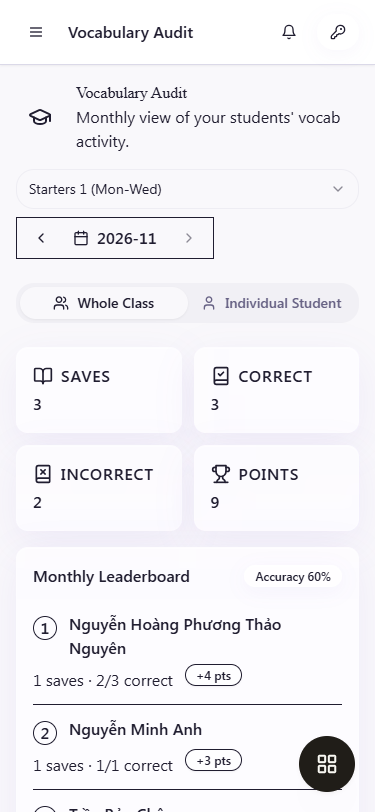 Vocabulary Audit
Vocabulary Audit
Monthly view of your students' vocab
activity.
Starters 1 (Mon-Wed)
2026-11
Whole Class
Individual Student
SAVES
3
CORRECT
3
INCORRECT
2
POINTS
9
Monthly Leaderboard
Accuracy 60%
1
Nguyễn Hoàng Phương Thảo
Nguyên
1 saves · 2/3 correct
+4 pts
2
Nguyễn Minh Anh
1 saves · 1/1 correct
+3 pts